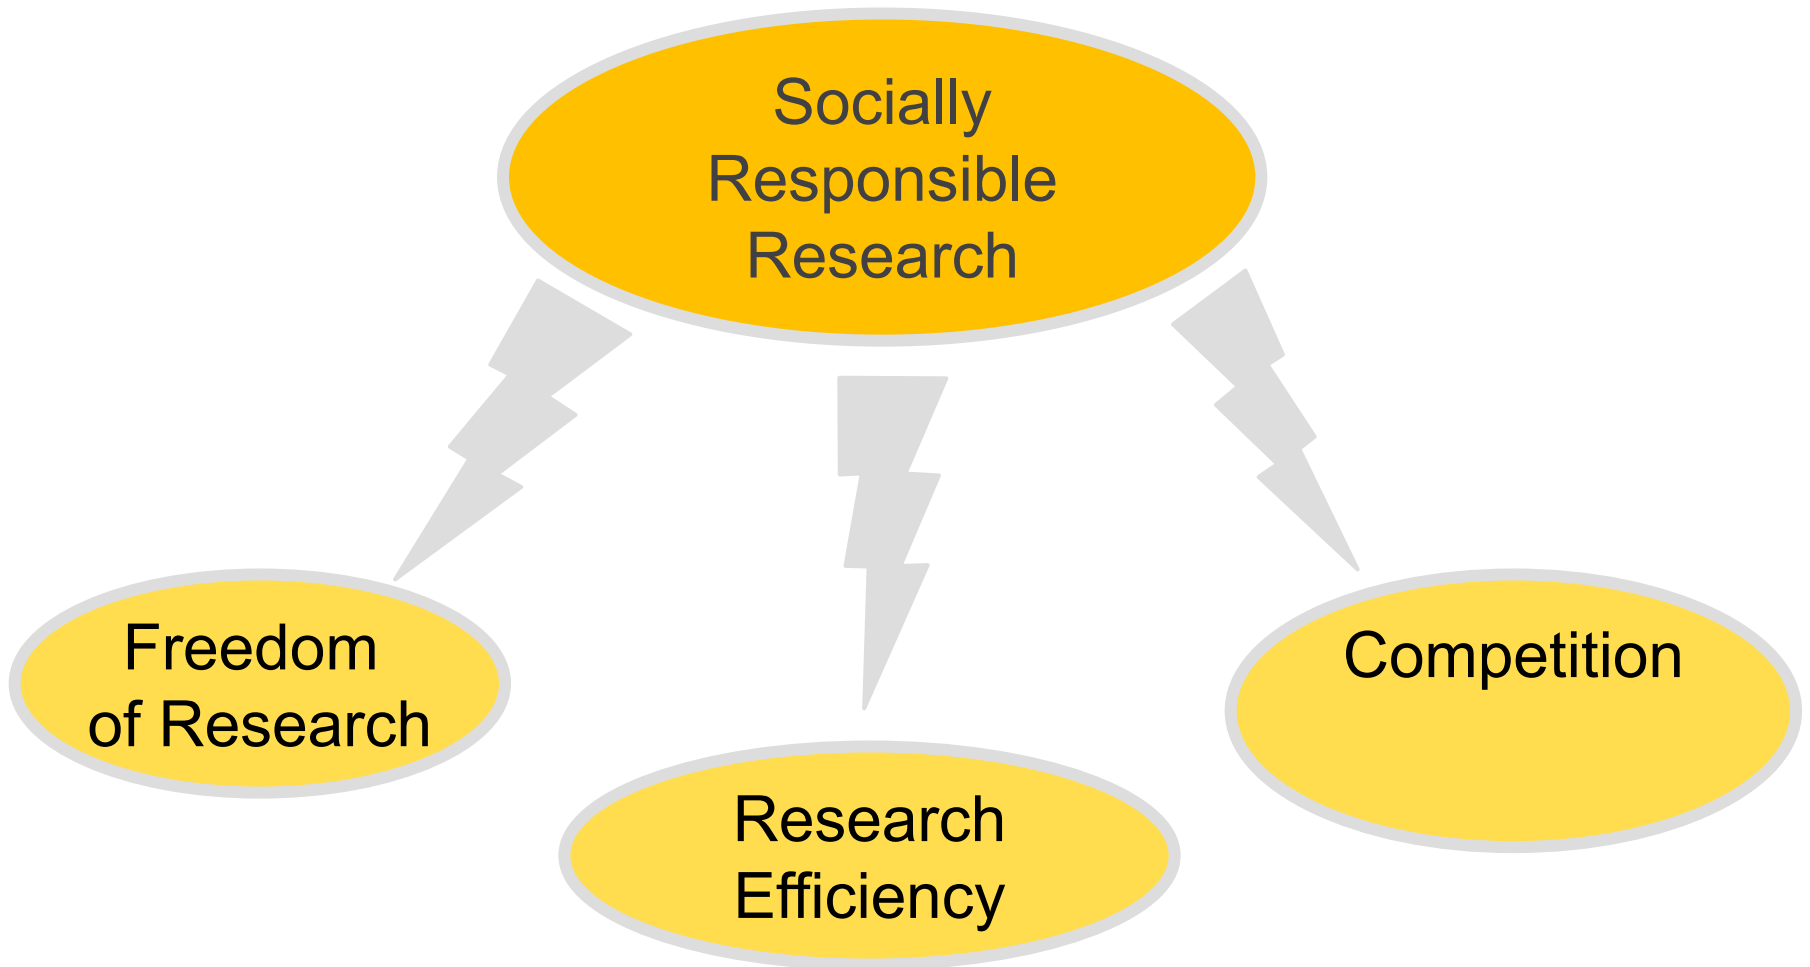 Socially
Responsible
Research
Freedom
of Research
Competition
Research
Efficiency